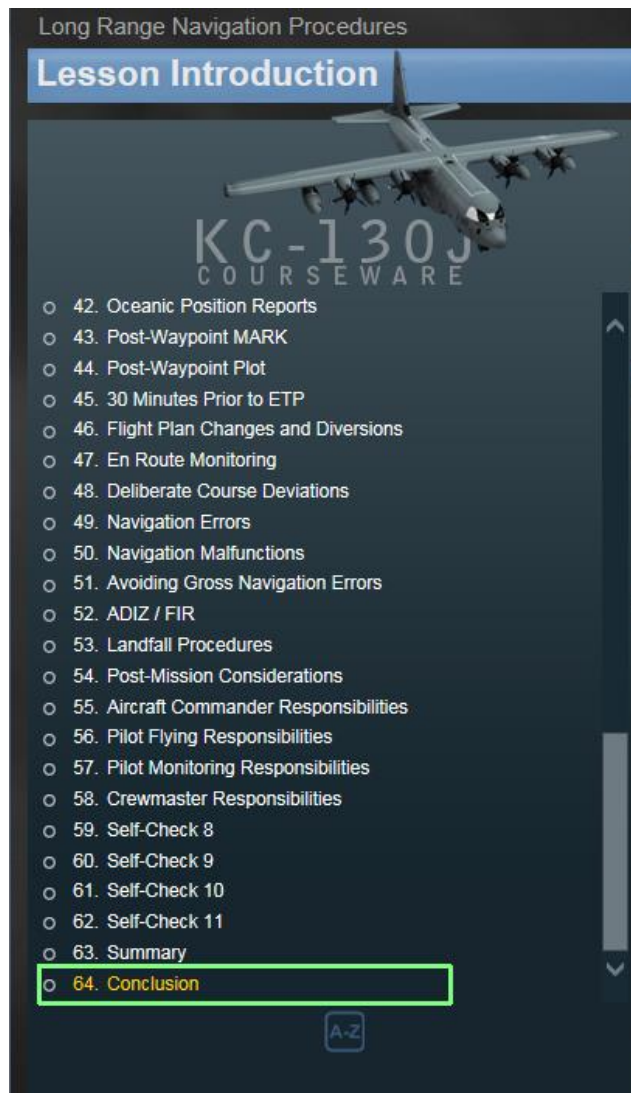 Long Range Navigation Procedures
Lesson Introduction
KC-130J
COURSEWARE
42. Oceanic Position Reports
43. Post-Waypoint MARK
44. Post-Waypoint Plot
45. 30 Minutes Prior to ETP
46. Flight Plan Changes and Diversions
47. En Route Monitoring
48. Deliberate Course Deviations
49. Navigation Errors
50. Navigation Malfunctions
51. Avoiding Gross Navigation Errors
52. ADIZ / FIR
53. Landfall Procedures
54. Post-Mission Considerations
55. Aircraft Commander Responsibilities
56. Pilot Flying Responsibilities
57. Pilot Monitoring Responsibilities
58. Crewmaster Responsibilities
59. Self-Check 8
60. Self-Check 9
61. Self-Check 10
62. Self-Check 11
63. Summary
64. Conclusion
A-Z